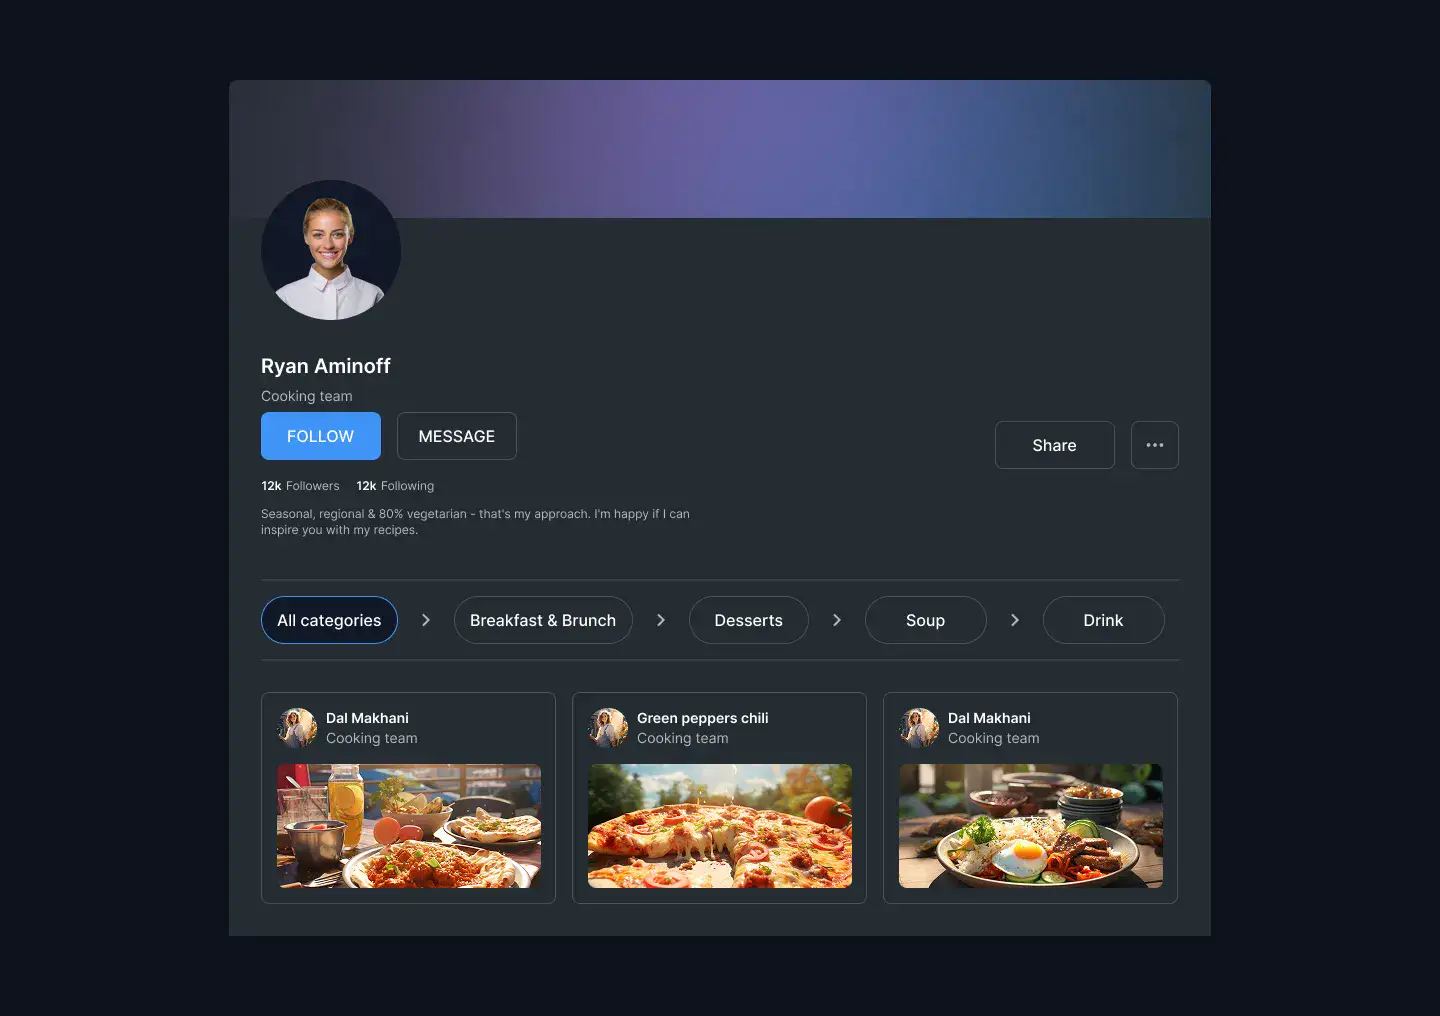 Ryan Aminoff
Cooking team
FOLLOW
MESSAGE
Share
12k Followers 12k Following
Seasonal, regional & 80% vegetarian - that's my approach. I'm happy if I can
inspire you with my recipes.
All categories
Breakfast & Brunch
Desserts
Soup
Drink
Dal Makhani
Cooking team
Green peppers chili
Cooking team
Dal Makhani
Cooking team